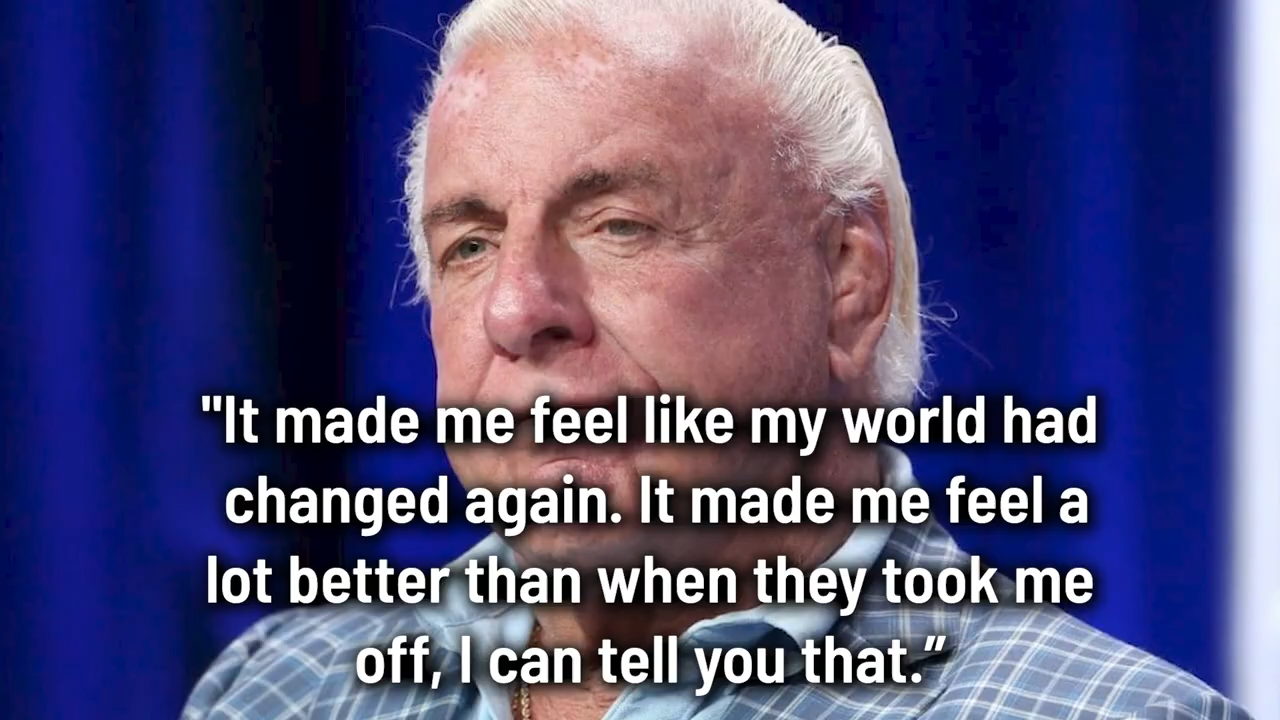 "It made me feel like my world had
changed again. It made me feel a
lot better than when they took me
off, I can tell you that.”